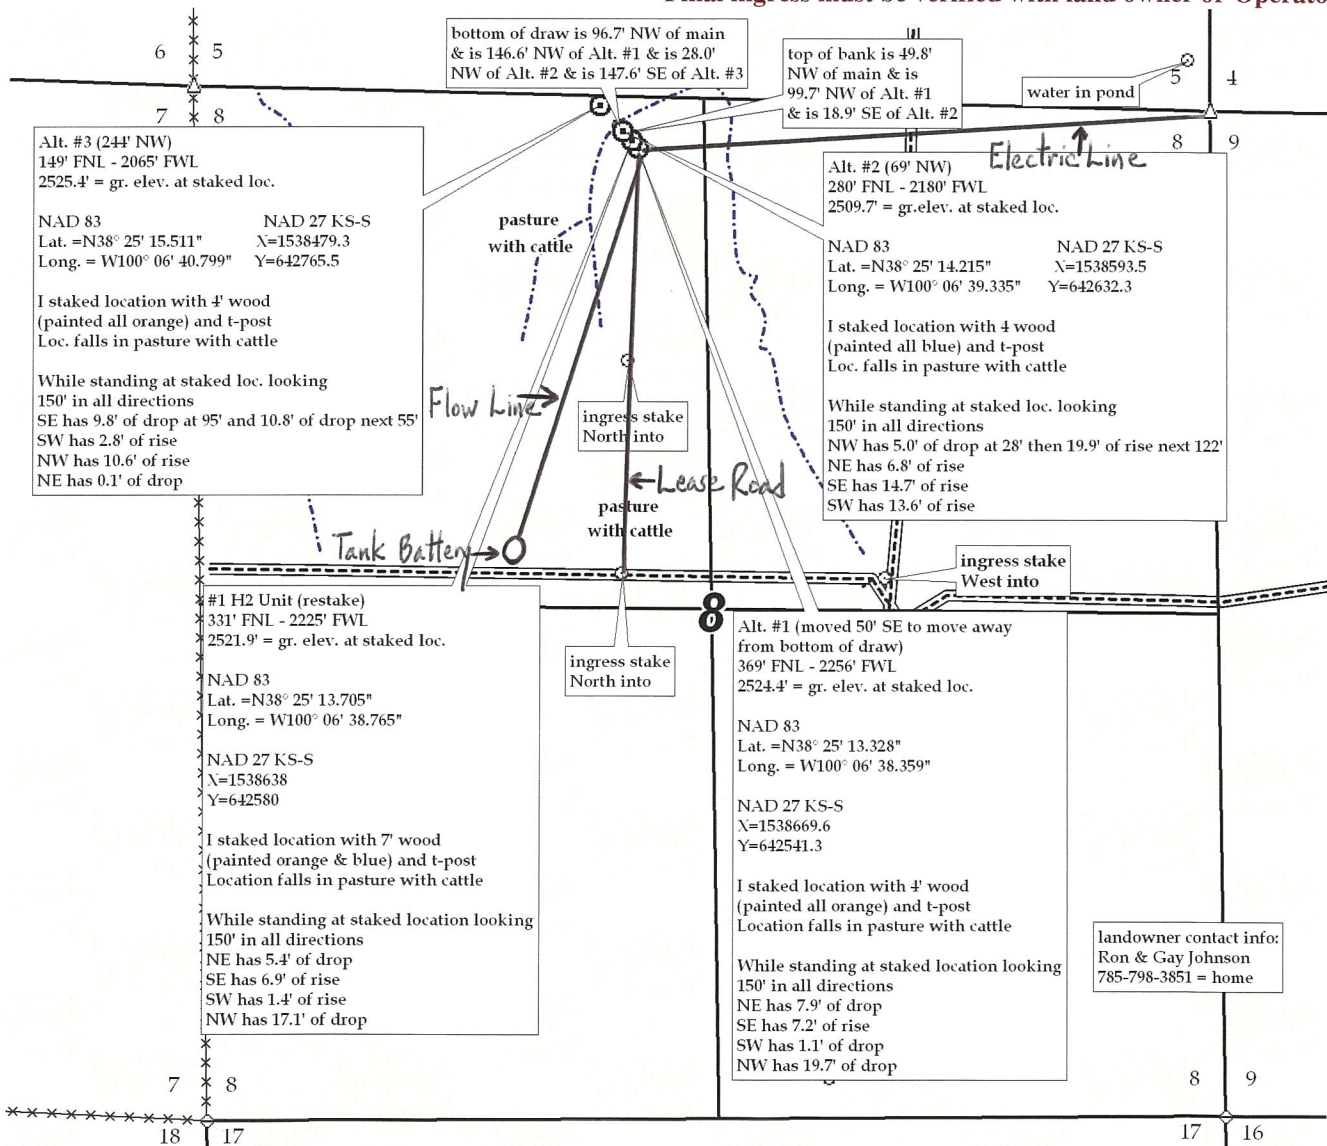 Final ingress must be verified with land owner or Operato
6 5
7 8
bottom of draw is 96.7' NW of main
& is 146.6' NW of Alt. #1 & is 28.0'
NW of Alt. #2 & is 147.6' SE of Alt. #3
top of bank is 49.8'
NW of main & is
99.7' NW of Alt. #1
& is 18.9' SE of Alt. #2
water in pond
5 4
8 9
Electric Line
Alt. #3 (244' NW)
149' FNL - 2065' FWL
2525.4' = gr. elev. at staked loc.
NAD 83 NAD 27 KS-S
Lat. =N38° 25' 15.511" X=1538479.3
Long. = W100° 06' 40.799" Y=642765.5
I staked location with 4' wood
(painted all orange) and t-post
Loc. falls in pasture with cattle
While standing at staked loc. looking
150' in all directions
SE has 9.8' of drop at 95' and 10.8' of drop next 55'
SW has 2.8' of rise
NW has 10.6' of rise
NE has 0.1' of drop
pasture
with cattle
Alt. #2 (69' NW)
280' FNL - 2180' FWL
2509.7' = gr.elev. at staked loc.
NAD 83 NAD 27 KS-S
Lat. =N38° 25' 14.215" X=1538593.5
Long. = W100° 06' 39.335" Y=642632.3
I staked location with 4 wood
(painted all blue) and t-post
Loc. falls in pasture with cattle
While standing at staked loc. looking
150' in all directions
NW has 5.0' of drop at 28' then 19.9' of rise next 122'
NE has 6.8' of rise
SE has 14.7' of rise
SW has 13.6' of rise
Flow Line
ingress stake
North into
Lease Road
pasture
with cattle
Tank Battery
ingress stake
West into
8
#1 H2 Unit (restake)
331' FNL - 2225' FWL
2521.9' = gr. elev. at staked loc.
NAD 83
Lat. =N38° 25' 13.705"
Long. = W100° 06' 38.765"
NAD 27 KS-S
X=1538638
Y=642580
I staked location with 7' wood
(painted orange & blue) and t-post
Location falls in pasture with cattle
While standing at staked location looking
150' in all directions
NE has 5.4' of drop
SE has 6.9' of rise
SW has 1.4' of rise
NW has 17.1' of drop
ingress stake
North into
Alt. #1 (moved 50' SE to move away
from bottom of draw)
369' FNL - 2256' FWL
2524.4' = gr. elev. at staked loc.
NAD 83
Lat. =N38° 25' 13.328"
Long. = W100° 06' 38.359"
NAD 27 KS-S
X=1538669.6
Y=642541.3
I staked location with 4' wood
(painted all orange) and t-post
Location falls in pasture with cattle
While standing at staked location looking
150' in all directions
NE has 7.9' of drop
SE has 7.2' of rise
SW has 1.1' of drop
NW has 19.7' of drop
landowner contact info:
Ron & Gay Johnson
785-798-3851 = home
7 8
18 17
8 9
17 16